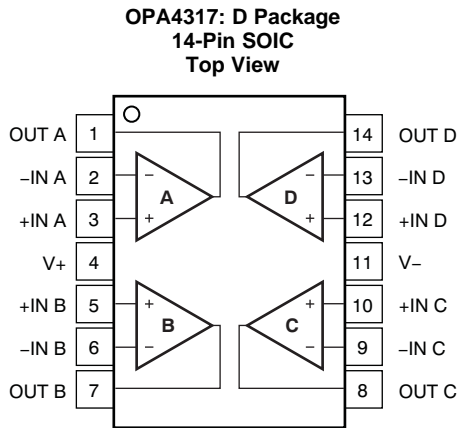 OPA4317: D Package
14-Pin SOIC
Top View
OUT A 1 14 OUT D
−IN A 2 − − 13 −IN D
A D
+IN A 3 + + 12 +IN D
V+ 4 11 V−
+IN B 5 + + 10 +IN C
B C
−IN B 6 − − 9 −IN C
OUT B 7 8 OUT C